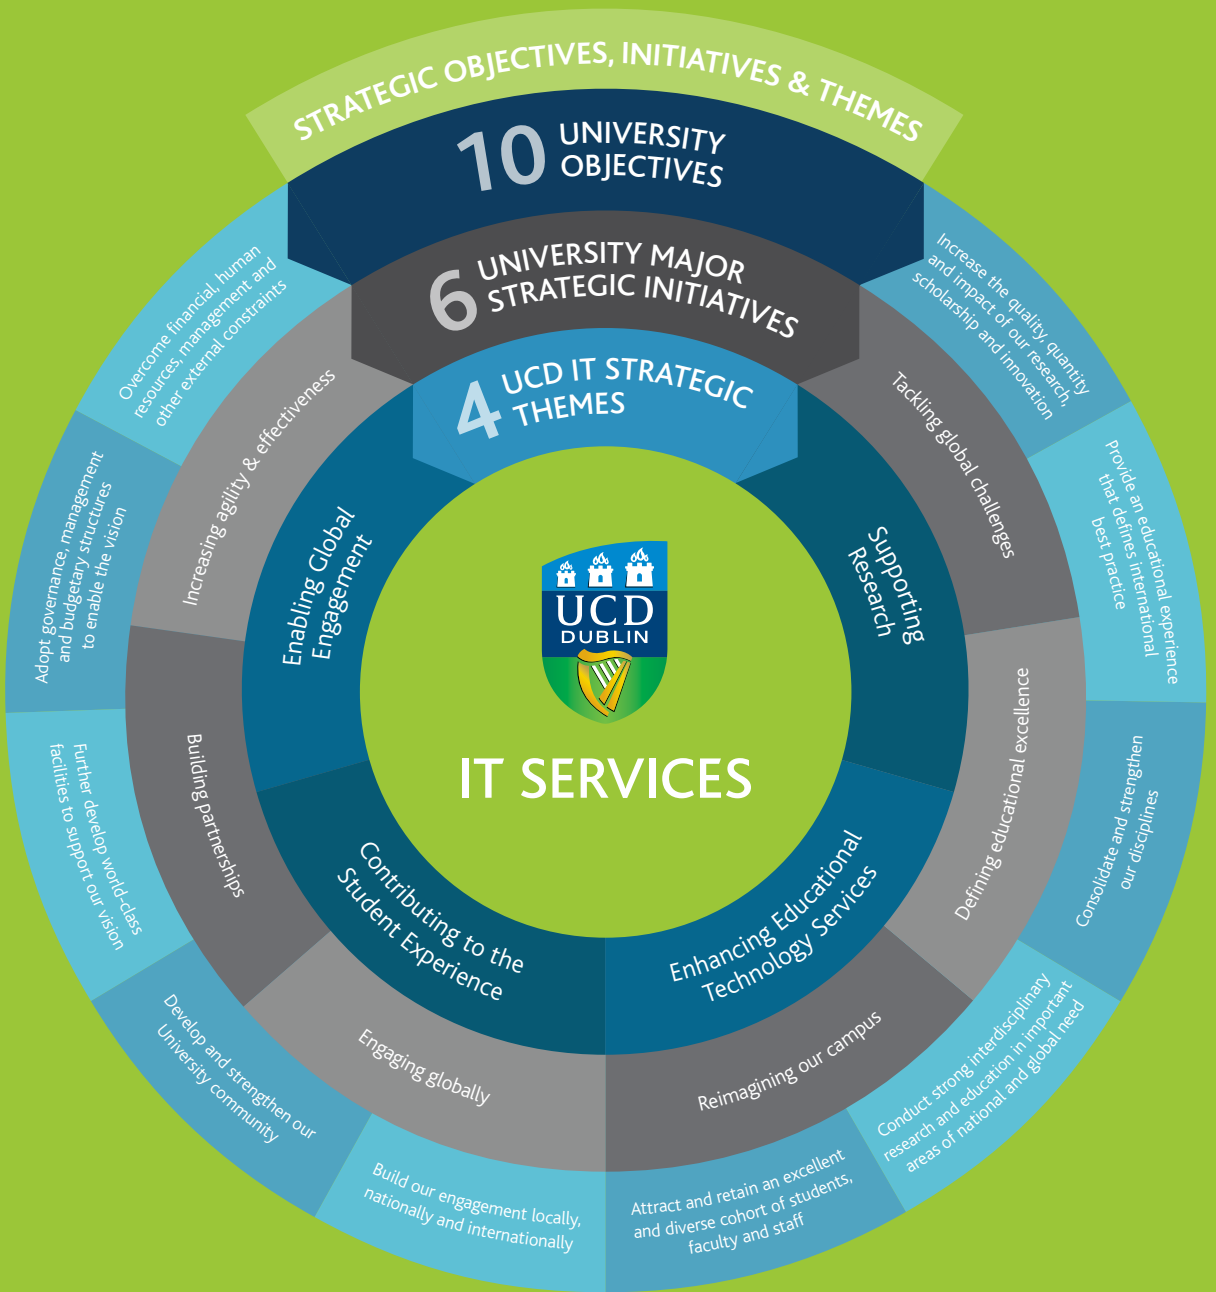 STRATEGIC OBJECTIVES, INITIATIVES & THEMES
10 UNIVERSITY
OBJECTIVES
6 UNIVERSITY MAJOR
STRATEGIC INITIATIVES
4 UCD IT STRATEGIC
THEMES
Increase the quality, quantity
and impact of our research,
scholarship and innovation
Provide an educational experience
that defines international
best practice
Consolidate and strengthen
our disciplines
Conduct strong interdisciplinary
research and education in important
areas of national and global need
Attract and retain an excellent
and diverse cohort of students,
faculty and staff
Build our engagement locally,
nationally and internationally
Develop and strengthen our
University community
Further develop world-class
facilities to support our vision
Adopt governance, management
and budgetary structures
to enable the vision
Overcome financial, human
resources, management and
other external constraints
Tackling global challenges
Defining educational excellence
Reimagining our campus
Engaging globally
Building partnerships
Increasing agility & effectiveness
Supporting
Research
Enhancing Educational
Technology Services
Contributing to the
Student Experience
Enabling Global
Engagement
UCD
DUBLIN
IT SERVICES